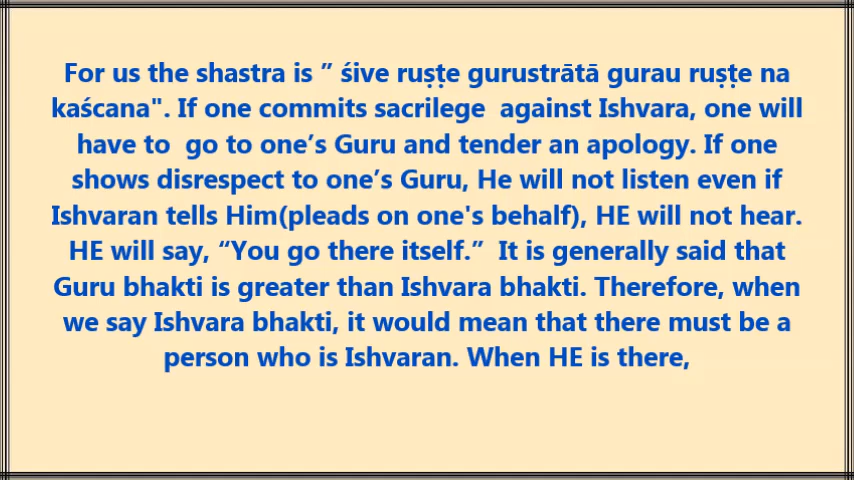 For us the shastra is ” śive ruṣṭe gurustrātā gurau ruṣṭe na
kaścana". If one commits sacrilege  against Ishvara, one will
have to  go to one’s Guru and tender an apology. If one
shows disrespect to one’s Guru, He will not listen even if
Ishvaran tells Him(pleads on one's behalf), HE will not hear.
HE will say, “You go there itself.”  It is generally said that
Guru bhakti is greater than Ishvara bhakti. Therefore, when
we say Ishvara bhakti, it would mean that there must be a
person who is Ishvaran. When HE is there,